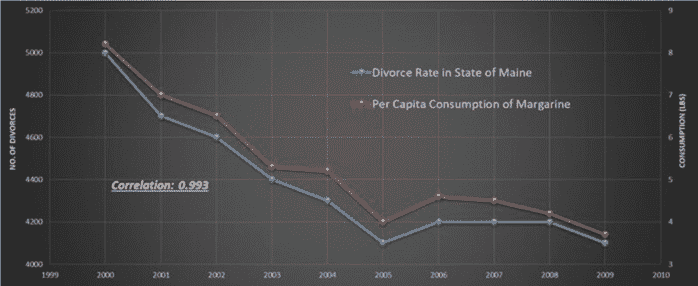 5200
5000
4800
4600
4400
4200
4000
NO. OF DIVORCES
9
8
7
6
5
4
3
CONSUMPTION (LBS)
Divorce Rate in State of Maine
Per Capita Consumption of Margarine
Correlation: 0.993
1999 2000 2001 2002 2003 2004 2005 2006 2007 2008 2009 2010